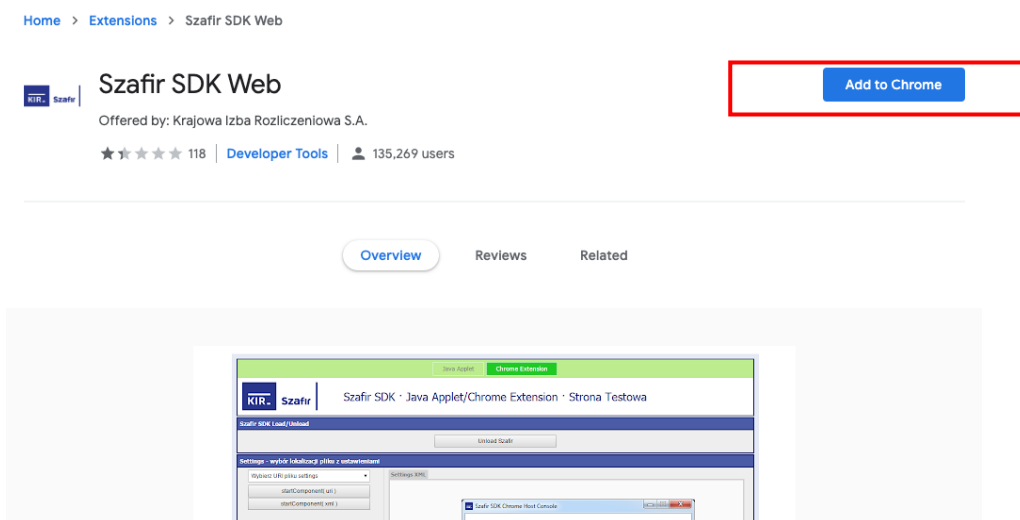 Home > Extensions > Szafir SDK Web
KIR. Szafir
Szafir SDK Web
Add to Chrome
Offered by: Krajowa Izba Rozliczeniowa S.A.
118 Developer Tools 135,269 users
Overview Reviews Related
Java Applet Chrome Extension
KIR. Szafir Szafir SDK · Java Applet/Chrome Extension · Strona Testowa
Szafir SDK Load/Unload
Unload Szafir
Settings - wybór lokalizacji pliku z ustawieniami
Wybierz URI pliku settings Settings XML
startComponent( uri )
startComponent( xml )
Szafir SDK Chrome Host Console